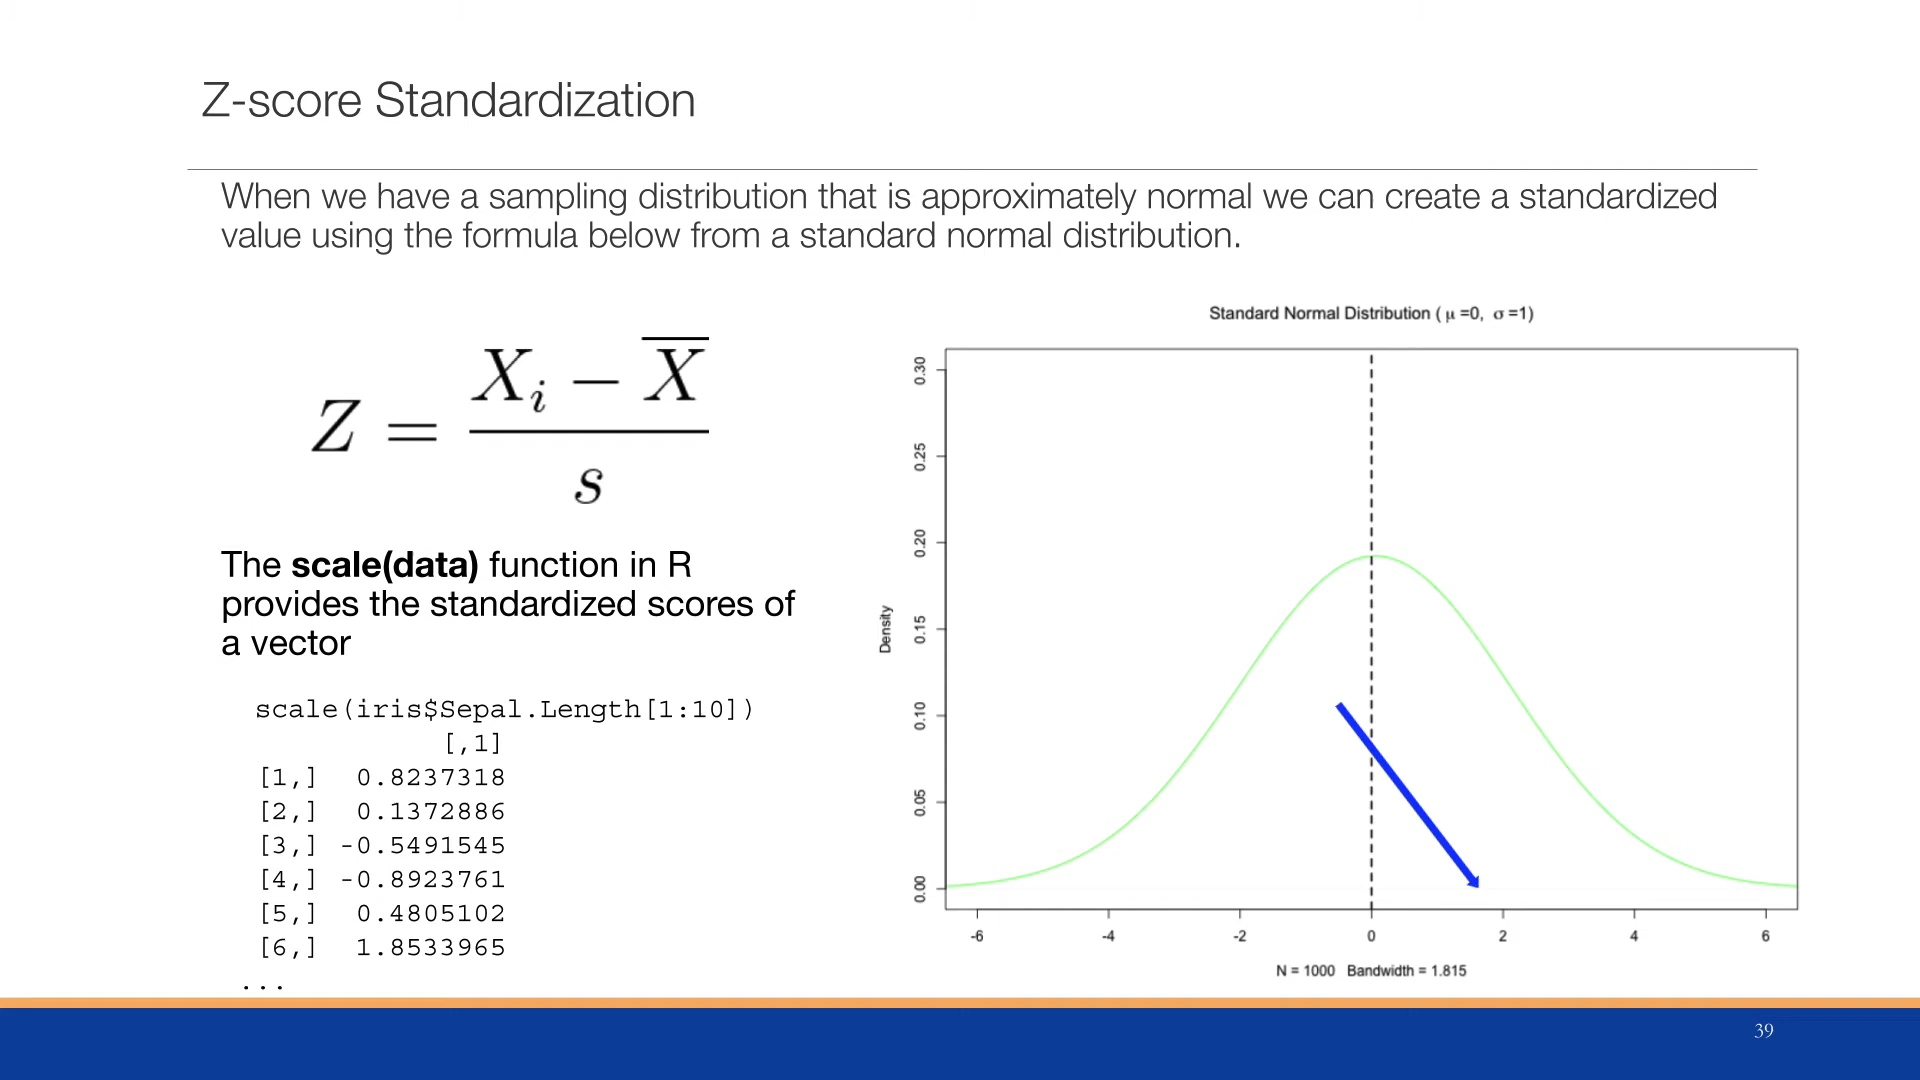 Z-score Standardization
When we have a sampling distribution that is approximately normal we can create a standardized
value using the formula below from a standard normal distribution.
Z = (X_i − X̅) / s
The scale(data) function in R
provides the standardized scores of
a vector
scale(iris$Sepal.Length[1:10])
[,1]
[1,] 0.8237318
[2,] 0.1372886
[3,] -0.5491545
[4,] -0.8923761
[5,] 0.4805102
[6,] 1.8533965
...
Standard Normal Distribution ( μ =0, σ =1)
Density
0.30
0.25
0.20
0.15
0.10
0.05
0.00
-6 -4 -2 0 2 4 6
N = 1000 Bandwidth = 1.815
39